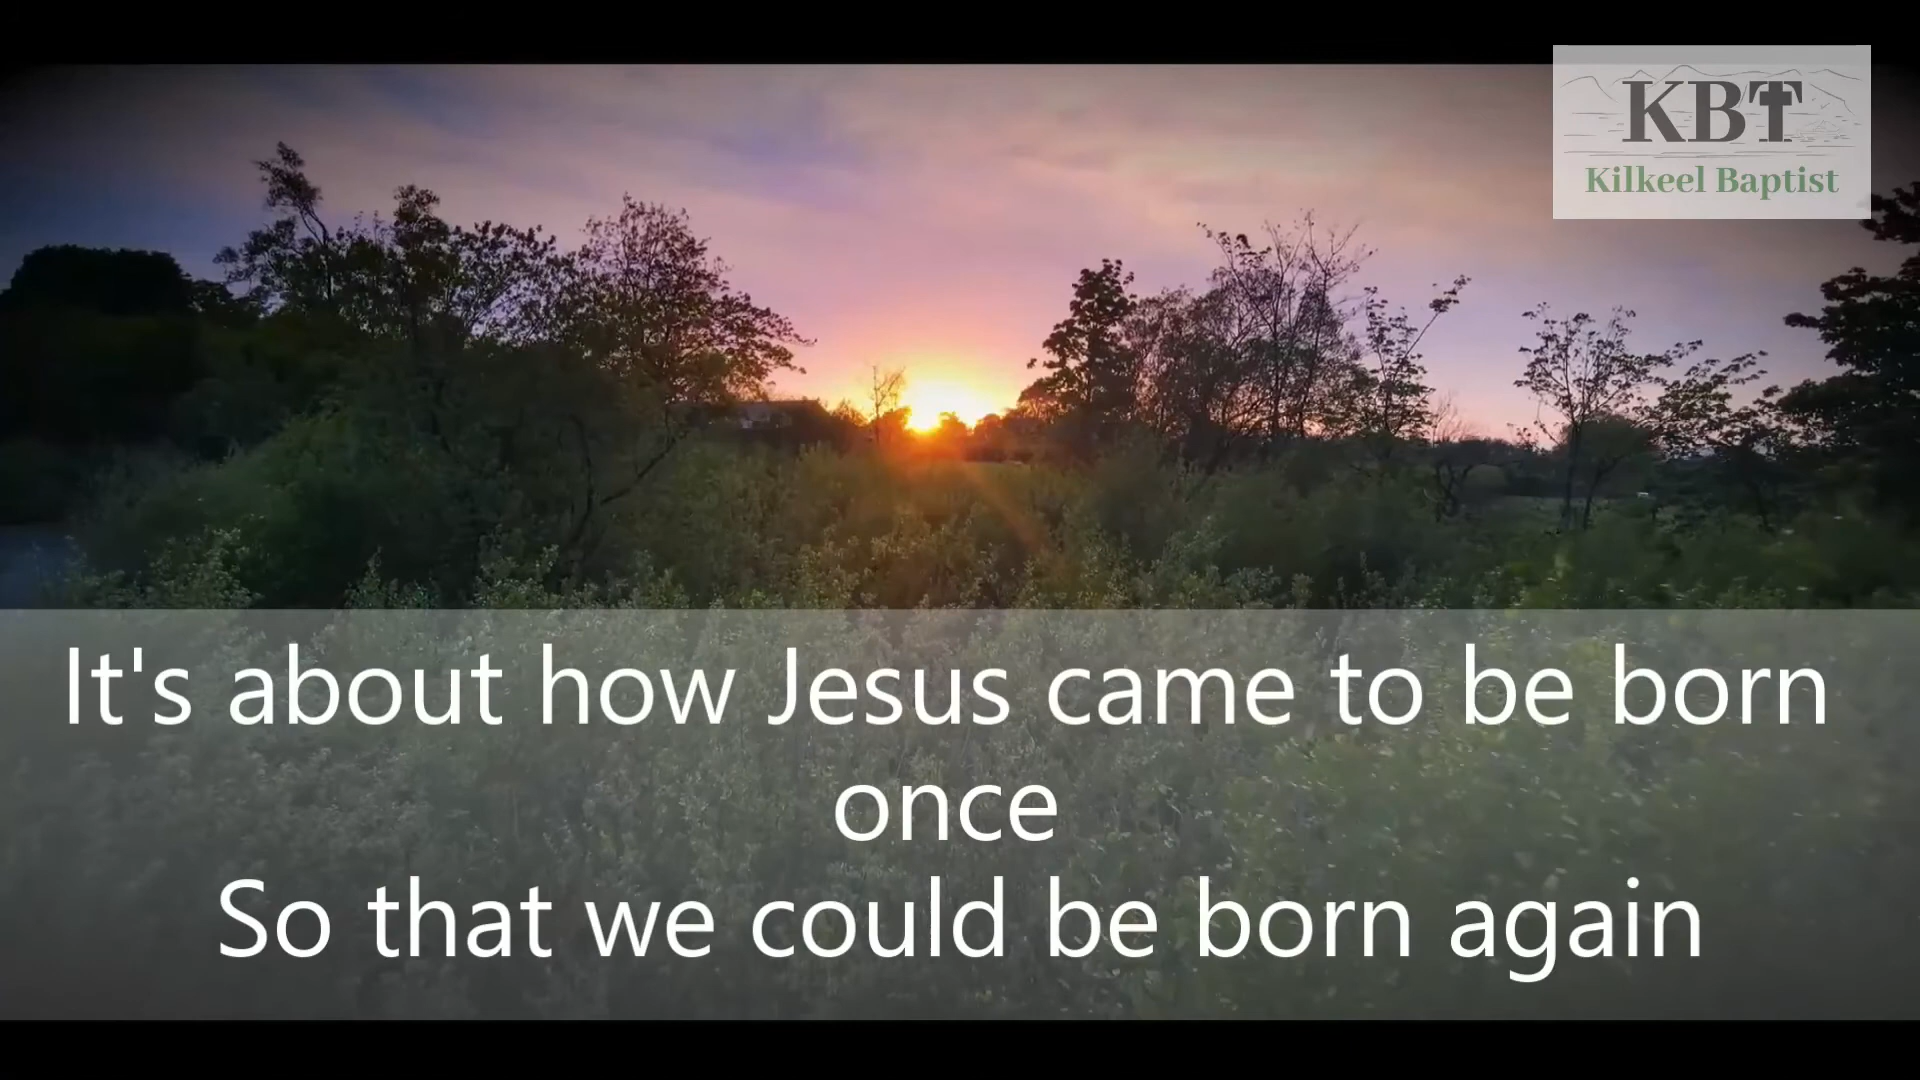 KBT
Kilkeel Baptist
It's about how Jesus came to be born
once
So that we could be born again